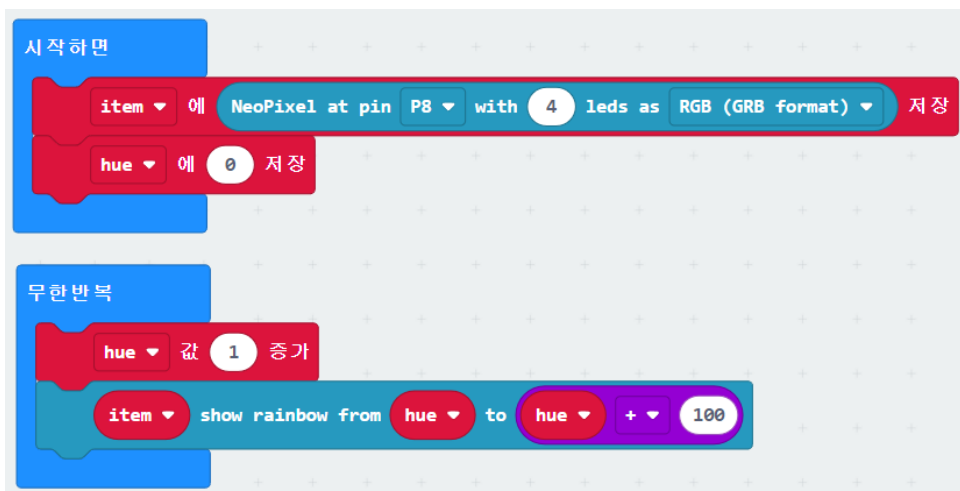 시작하면
item 에 NeoPixel at pin P8 with 4 leds as RGB (GRB format) 저장
hue 에 0 저장
무한반복
hue 값 1 증가
item show rainbow from hue to hue + 100